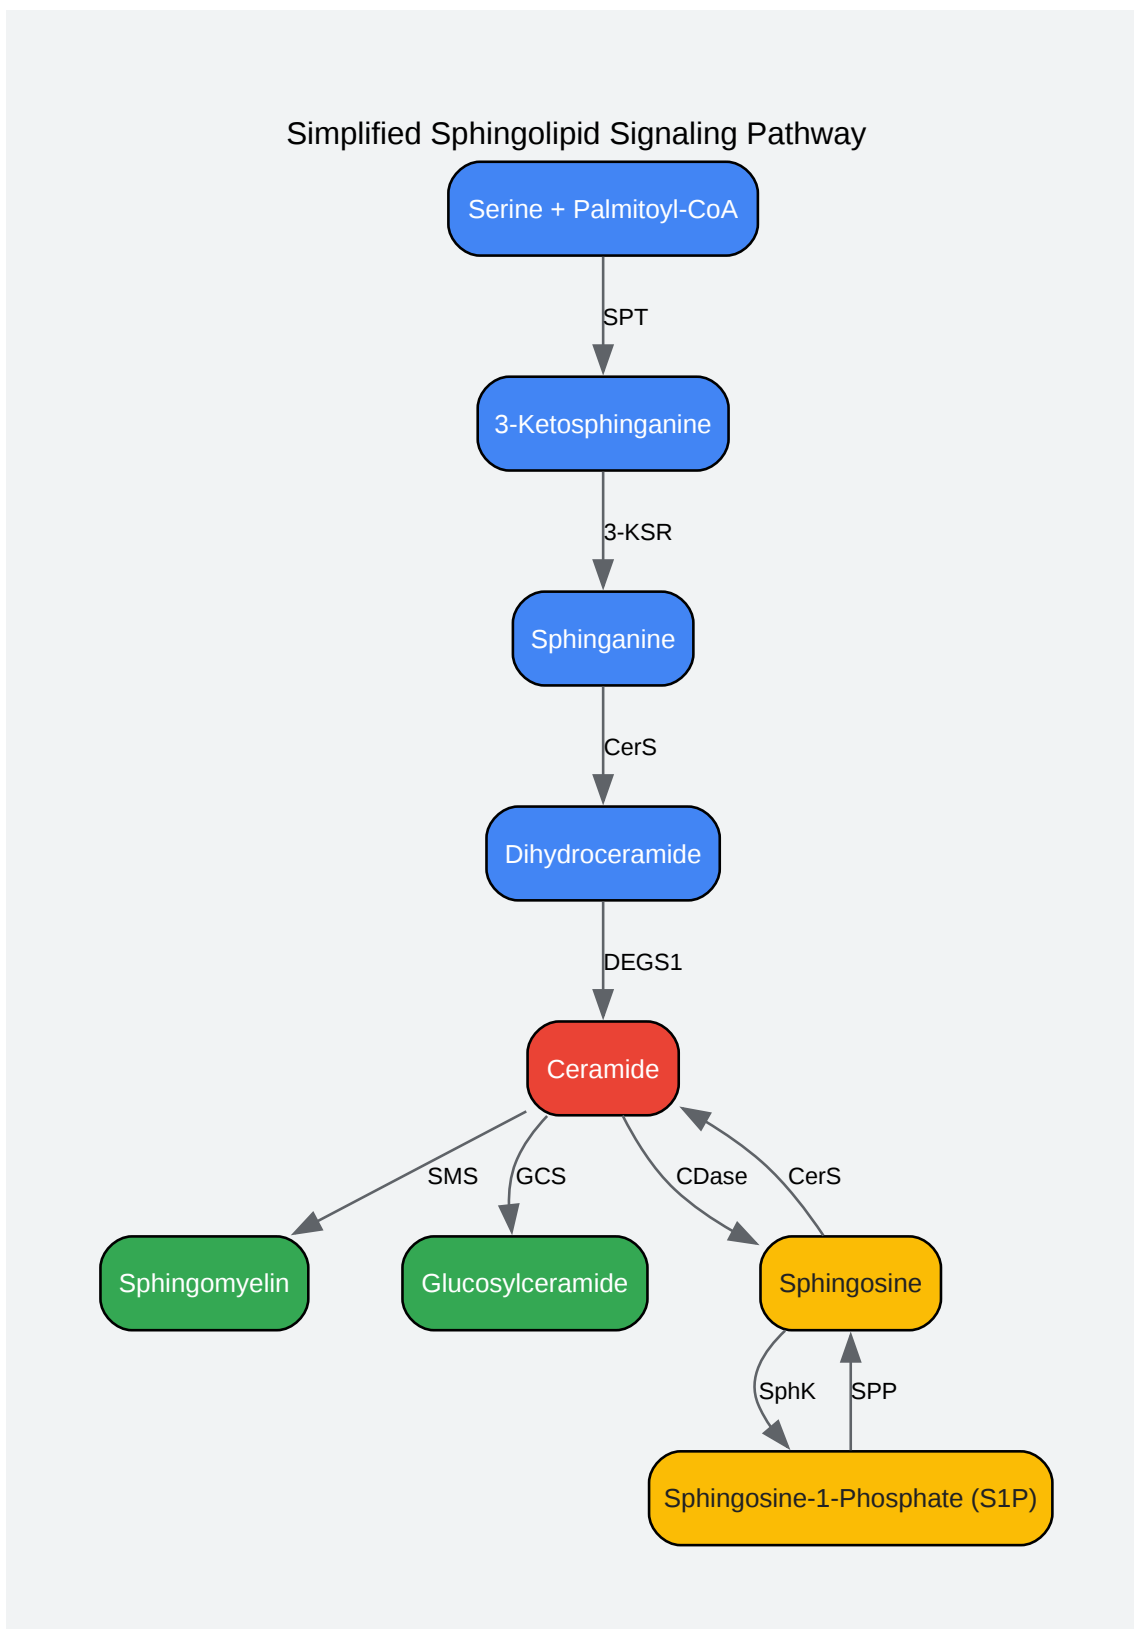 Simplified Sphingolipid Signaling Pathway
Serine + Palmitoyl-CoA
SPT
3-Ketosphinganine
3-KSR
Sphinganine
CerS
Dihydroceramide
DEGS1
Ceramide
SMS
GCS
CDase
CerS
Sphingomyelin
Glucosylceramide
Sphingosine
SphK
SPP
Sphingosine-1-Phosphate (S1P)